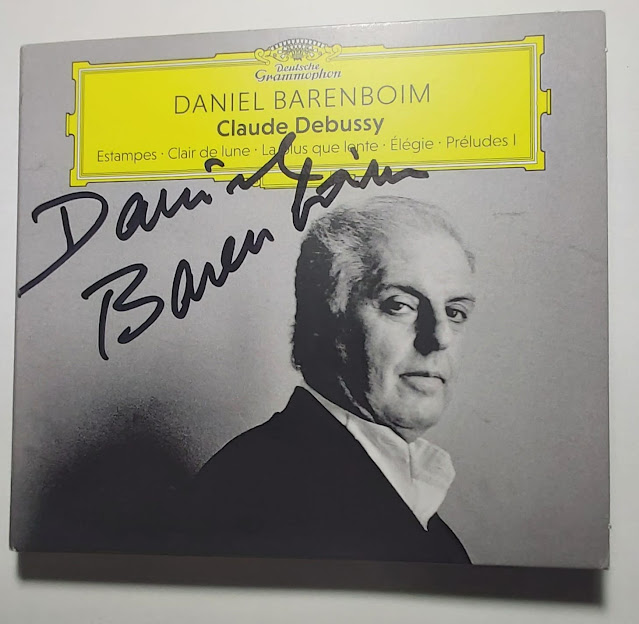 Deutsche
Grammophon
DANIEL BARENBOIM
Claude Debussy
Estampes · Clair de lune · La plus que lente · Élégie · Préludes I
Daniel
Barenboim